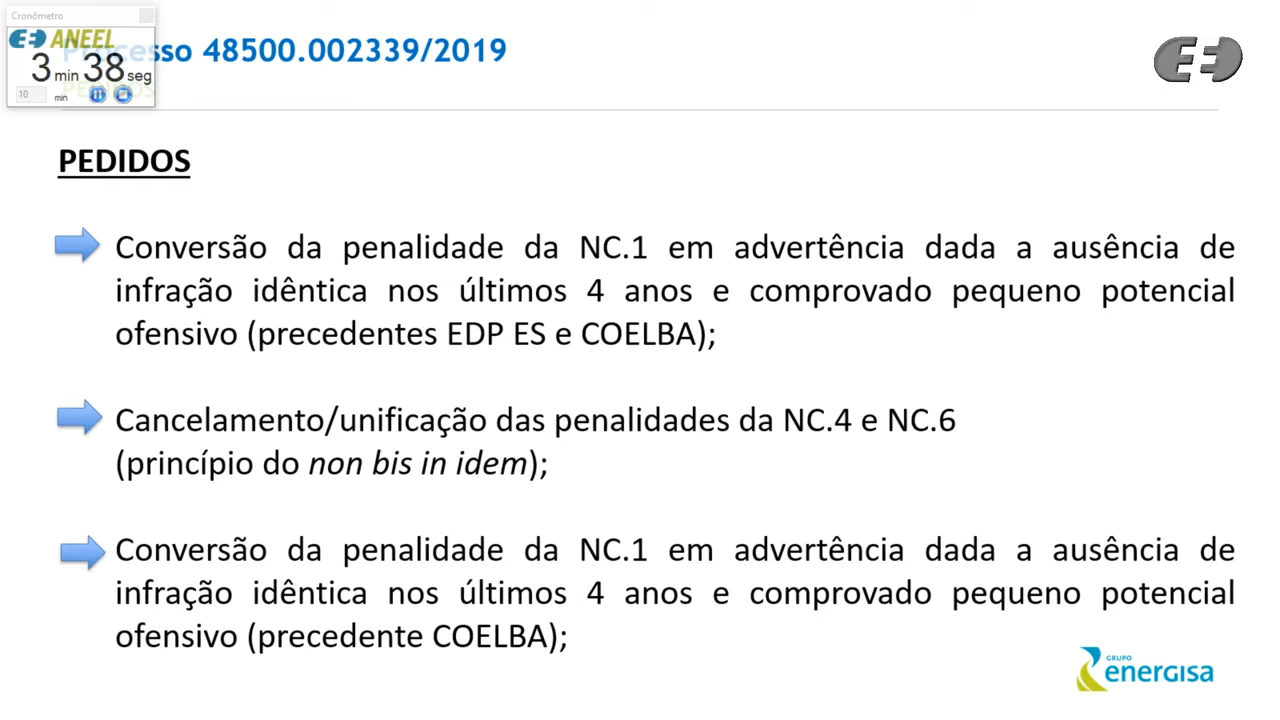 Cronômetro
ANEEL
Processo 48500.002339/2019
3 min 38 seg
10 min
PEDIDOS
PEDIDOS
Conversão da penalidade da NC.1 em advertência dada a ausência de
infração idêntica nos últimos 4 anos e comprovado pequeno potencial
ofensivo (precedentes EDP ES e COELBA);
Cancelamento/unificação das penalidades da NC.4 e NC.6
(princípio do non bis in idem);
Conversão da penalidade da NC.1 em advertência dada a ausência de
infração idêntica nos últimos 4 anos e comprovado pequeno potencial
ofensivo (precedente COELBA);
GRUPO
energisa